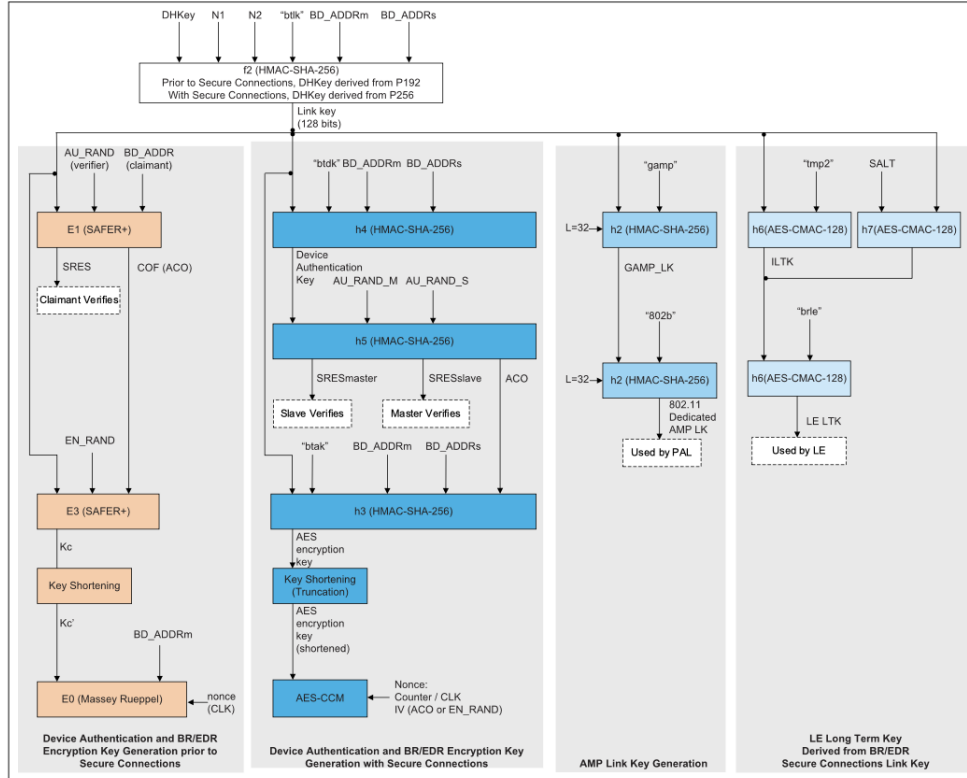 DHKey N1 N2 "btlk" BD_ADDRm BD_ADDRs
f2 (HMAC-SHA-256)
Prior to Secure Connections, DHKey derived from P192
With Secure Connections, DHKey derived from P256
Link key
(128 bits)
AU_RAND
(verifier)
BD_ADDR
(claimant)
E1 (SAFER+)
SRES
COF (ACO)
Claimant Verifies
EN_RAND
E3 (SAFER+)
Kc
Key Shortening
Kc'
BD_ADDRm
E0 (Massey Rueppel)
nonce
(CLK)
Device Authentication and BR/EDR
Encryption Key Generation prior to
Secure Connections
"btdk" BD_ADDRm BD_ADDRs
h4 (HMAC-SHA-256)
Device
Authentication
Key
AU_RAND_M AU_RAND_S
h5 (HMAC-SHA-256)
SRESmaster
SRESslave
ACO
Slave Verifies
Master Verifies
"btak" BD_ADDRm BD_ADDRs
h3 (HMAC-SHA-256)
AES
encryption
key
Key Shortening
(Truncation)
AES
encryption
key
(shortened)
AES-CCM
Nonce:
Counter / CLK
IV (ACO or EN_RAND)
Device Authentication and BR/EDR Encryption Key
Generation with Secure Connections
"gamp"
L=32
h2 (HMAC-SHA-256)
GAMP_LK
"802b"
L=32
h2 (HMAC-SHA-256)
802.11
Dedicated
AMP LK
Used by PAL
AMP Link Key Generation
"tmp2" SALT
h6(AES-CMAC-128)
h7(AES-CMAC-128)
ILTK
"brle"
h6(AES-CMAC-128)
LE LTK
Used by LE
LE Long Term Key
Derived from BR/EDR
Secure Connections Link Key